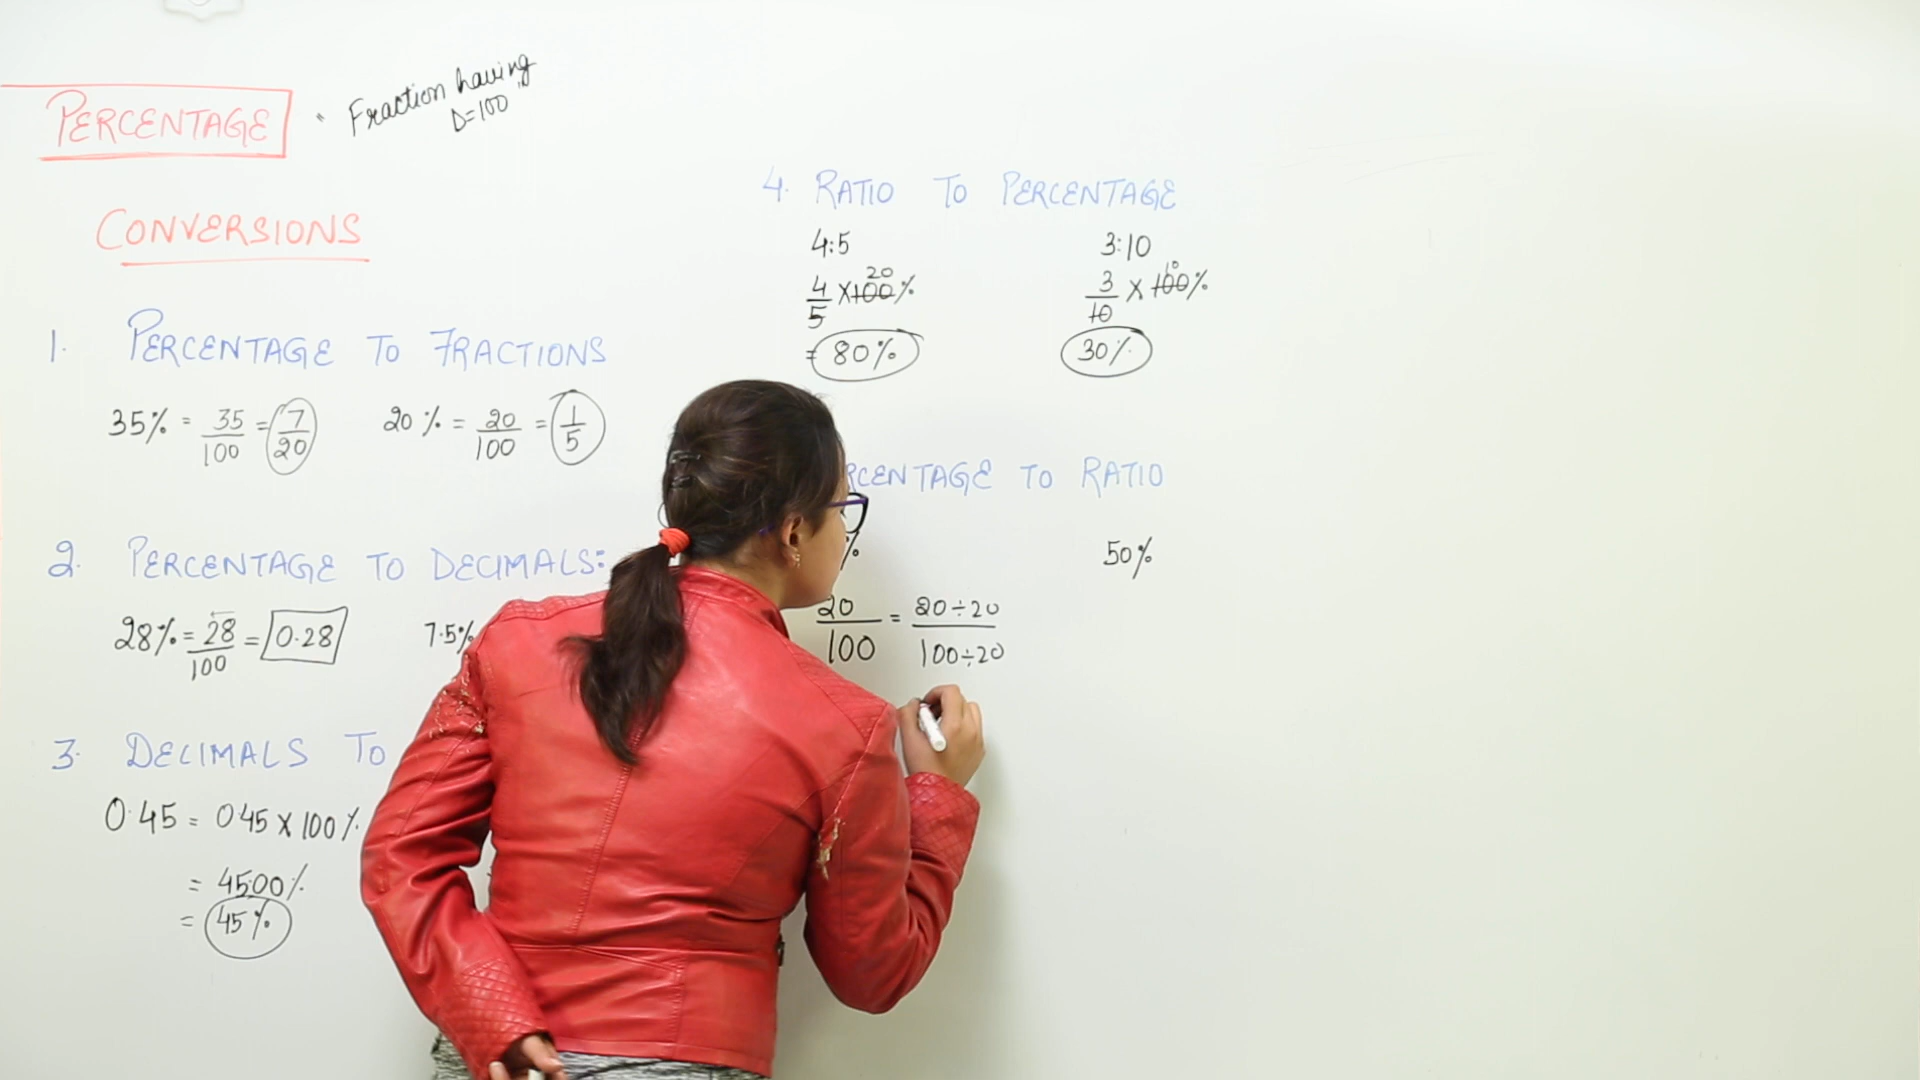 PERCENTAGE
Fraction having
D=100
CONVERSIONS
1. PERCENTAGE TO FRACTIONS
35% = 35/100 = 7/20
20% = 20/100 = 1/5
2. PERCENTAGE TO DECIMALS:
28% = 28/100 = 0.28
7.5%
3. DECIMALS TO
0.45 = 0.45 X 100%
= 45.00%
= 45%
4. RATIO TO PERCENTAGE
4:5
20
4/5 X 100%
= 80%
3:10
10
3/10 X 100%
30%
RCENTAGE TO RATIO
%
20/100 = 20÷20/100÷20
50%